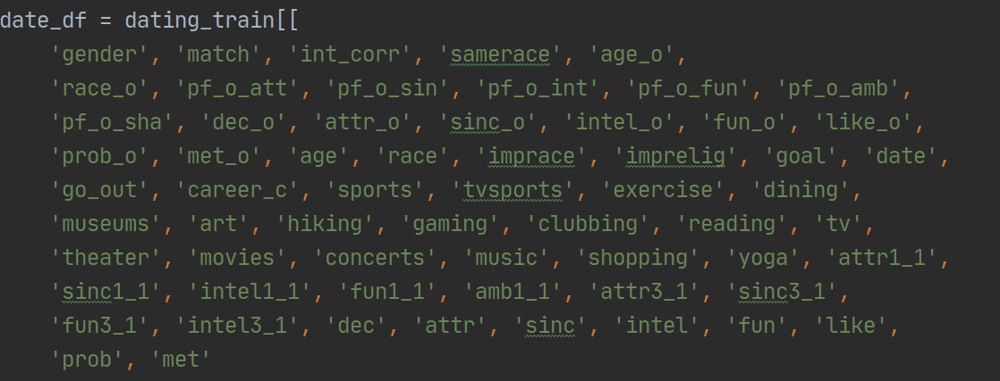 date_df = dating_train[[
'gender', 'match', 'int_corr', 'samerace', 'age_o',
'race_o', 'pf_o_att', 'pf_o_sin', 'pf_o_int', 'pf_o_fun', 'pf_o_amb',
'pf_o_sha', 'dec_o', 'attr_o', 'sinc_o', 'intel_o', 'fun_o', 'like_o',
'prob_o', 'met_o', 'age', 'race', 'imprace', 'imprelig', 'goal', 'date',
'go_out', 'career_c', 'sports', 'tvsports', 'exercise', 'dining',
'museums', 'art', 'hiking', 'gaming', 'clubbing', 'reading', 'tv',
'theater', 'movies', 'concerts', 'music', 'shopping', 'yoga', 'attr1_1',
'sinc1_1', 'intel1_1', 'fun1_1', 'amb1_1', 'attr3_1', 'sinc3_1',
'fun3_1', 'intel3_1', 'dec', 'attr', 'sinc', 'intel', 'fun', 'like',
'prob', 'met'